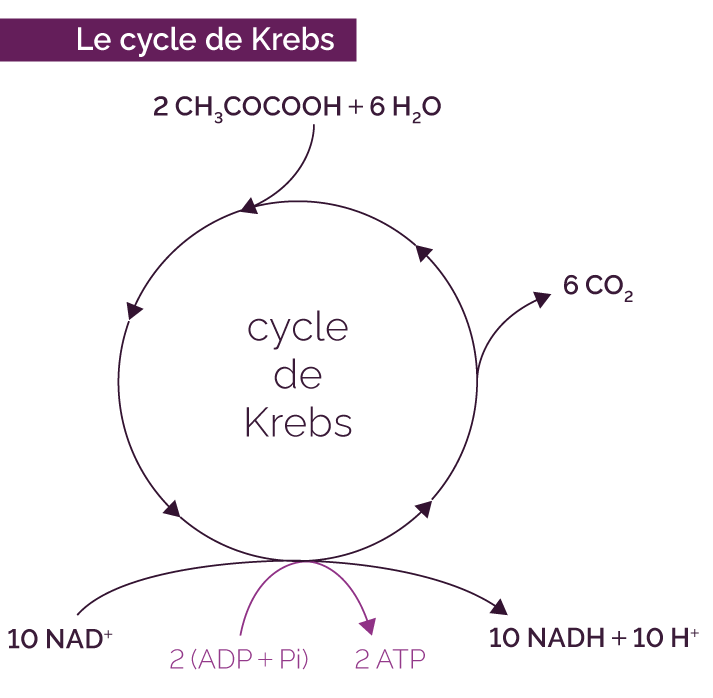 Le cycle de Krebs
2 CH₃COCOOH + 6 H₂O
6 CO₂
cycle
de
Krebs
10 NAD⁺
10 NADH + 10 H⁺
2 (ADP + Pi)
2 ATP